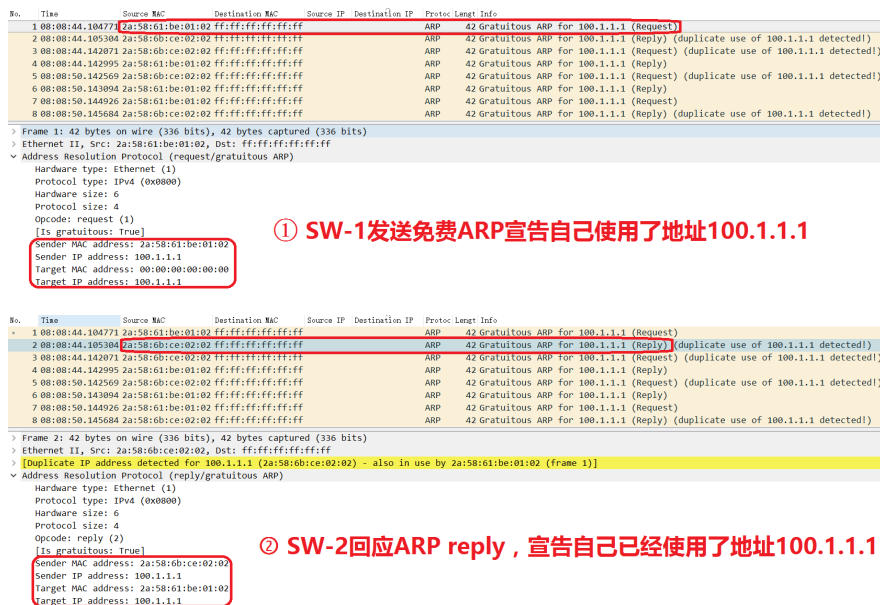 No. Time Source MAC Destination MAC Source IP Destination IP Protoc Lengt Info
1 08:08:44.104771 2a:58:61:be:01:02 ff:ff:ff:ff:ff:ff ARP 42 Gratuitous ARP for 100.1.1.1 (Request)
2 08:08:44.105304 2a:58:6b:ce:02:02 ff:ff:ff:ff:ff:ff ARP 42 Gratuitous ARP for 100.1.1.1 (Reply) (duplicate use of 100.1.1.1 detected!)
3 08:08:44.142071 2a:58:6b:ce:02:02 ff:ff:ff:ff:ff:ff ARP 42 Gratuitous ARP for 100.1.1.1 (Request) (duplicate use of 100.1.1.1 detected!)
4 08:08:44.142995 2a:58:61:be:01:02 ff:ff:ff:ff:ff:ff ARP 42 Gratuitous ARP for 100.1.1.1 (Reply)
5 08:08:50.142569 2a:58:6b:ce:02:02 ff:ff:ff:ff:ff:ff ARP 42 Gratuitous ARP for 100.1.1.1 (Request) (duplicate use of 100.1.1.1 detected!)
6 08:08:50.143094 2a:58:61:be:01:02 ff:ff:ff:ff:ff:ff ARP 42 Gratuitous ARP for 100.1.1.1 (Reply)
7 08:08:50.144926 2a:58:61:be:01:02 ff:ff:ff:ff:ff:ff ARP 42 Gratuitous ARP for 100.1.1.1 (Request)
8 08:08:50.145684 2a:58:6b:ce:02:02 ff:ff:ff:ff:ff:ff ARP 42 Gratuitous ARP for 100.1.1.1 (Reply) (duplicate use of 100.1.1.1 detected!)
Frame 1: 42 bytes on wire (336 bits), 42 bytes captured (336 bits)
Ethernet II, Src: 2a:58:61:be:01:02, Dst: ff:ff:ff:ff:ff:ff
Address Resolution Protocol (request/gratuitous ARP)
Hardware type: Ethernet (1)
Protocol type: IPv4 (0x0800)
Hardware size: 6
Protocol size: 4
Opcode: request (1)
[Is gratuitous: True]
Sender MAC address: 2a:58:61:be:01:02
Sender IP address: 100.1.1.1
Target MAC address: 00:00:00:00:00:00
Target IP address: 100.1.1.1
① SW-1发送免费ARP宣告自己使用了地址100.1.1.1
No. Time Source MAC Destination MAC Source IP Destination IP Protoc Lengt Info
1 08:08:44.104771 2a:58:61:be:01:02 ff:ff:ff:ff:ff:ff ARP 42 Gratuitous ARP for 100.1.1.1 (Request)
2 08:08:44.105304 2a:58:6b:ce:02:02 ff:ff:ff:ff:ff:ff ARP 42 Gratuitous ARP for 100.1.1.1 (Reply) (duplicate use of 100.1.1.1 detected!)
3 08:08:44.142071 2a:58:6b:ce:02:02 ff:ff:ff:ff:ff:ff ARP 42 Gratuitous ARP for 100.1.1.1 (Request) (duplicate use of 100.1.1.1 detected!)
4 08:08:44.142995 2a:58:61:be:01:02 ff:ff:ff:ff:ff:ff ARP 42 Gratuitous ARP for 100.1.1.1 (Reply)
5 08:08:50.142569 2a:58:6b:ce:02:02 ff:ff:ff:ff:ff:ff ARP 42 Gratuitous ARP for 100.1.1.1 (Request) (duplicate use of 100.1.1.1 detected!)
6 08:08:50.143094 2a:58:61:be:01:02 ff:ff:ff:ff:ff:ff ARP 42 Gratuitous ARP for 100.1.1.1 (Reply)
7 08:08:50.144926 2a:58:61:be:01:02 ff:ff:ff:ff:ff:ff ARP 42 Gratuitous ARP for 100.1.1.1 (Request)
8 08:08:50.145684 2a:58:6b:ce:02:02 ff:ff:ff:ff:ff:ff ARP 42 Gratuitous ARP for 100.1.1.1 (Reply) (duplicate use of 100.1.1.1 detected!)
Frame 2: 42 bytes on wire (336 bits), 42 bytes captured (336 bits)
Ethernet II, Src: 2a:58:6b:ce:02:02, Dst: ff:ff:ff:ff:ff:ff
[Duplicate IP address detected for 100.1.1.1 (2a:58:6b:ce:02:02) - also in use by 2a:58:61:be:01:02 (frame 1)]
Address Resolution Protocol (reply/gratuitous ARP)
Hardware type: Ethernet (1)
Protocol type: IPv4 (0x0800)
Hardware size: 6
Protocol size: 4
Opcode: reply (2)
[Is gratuitous: True]
Sender MAC address: 2a:58:6b:ce:02:02
Sender IP address: 100.1.1.1
Target MAC address: 2a:58:61:be:01:02
Target IP address: 100.1.1.1
② SW-2回应ARP reply，宣告自己已经使用了地址100.1.1.1